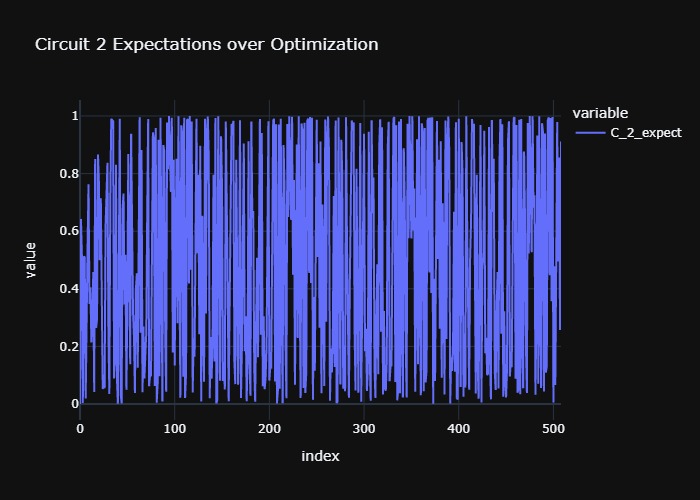 Circuit 2 Expectations over Optimization
variable
C_2_expect
value
1
0.8
0.6
0.4
0.2
0
0 100 200 300 400 500
index